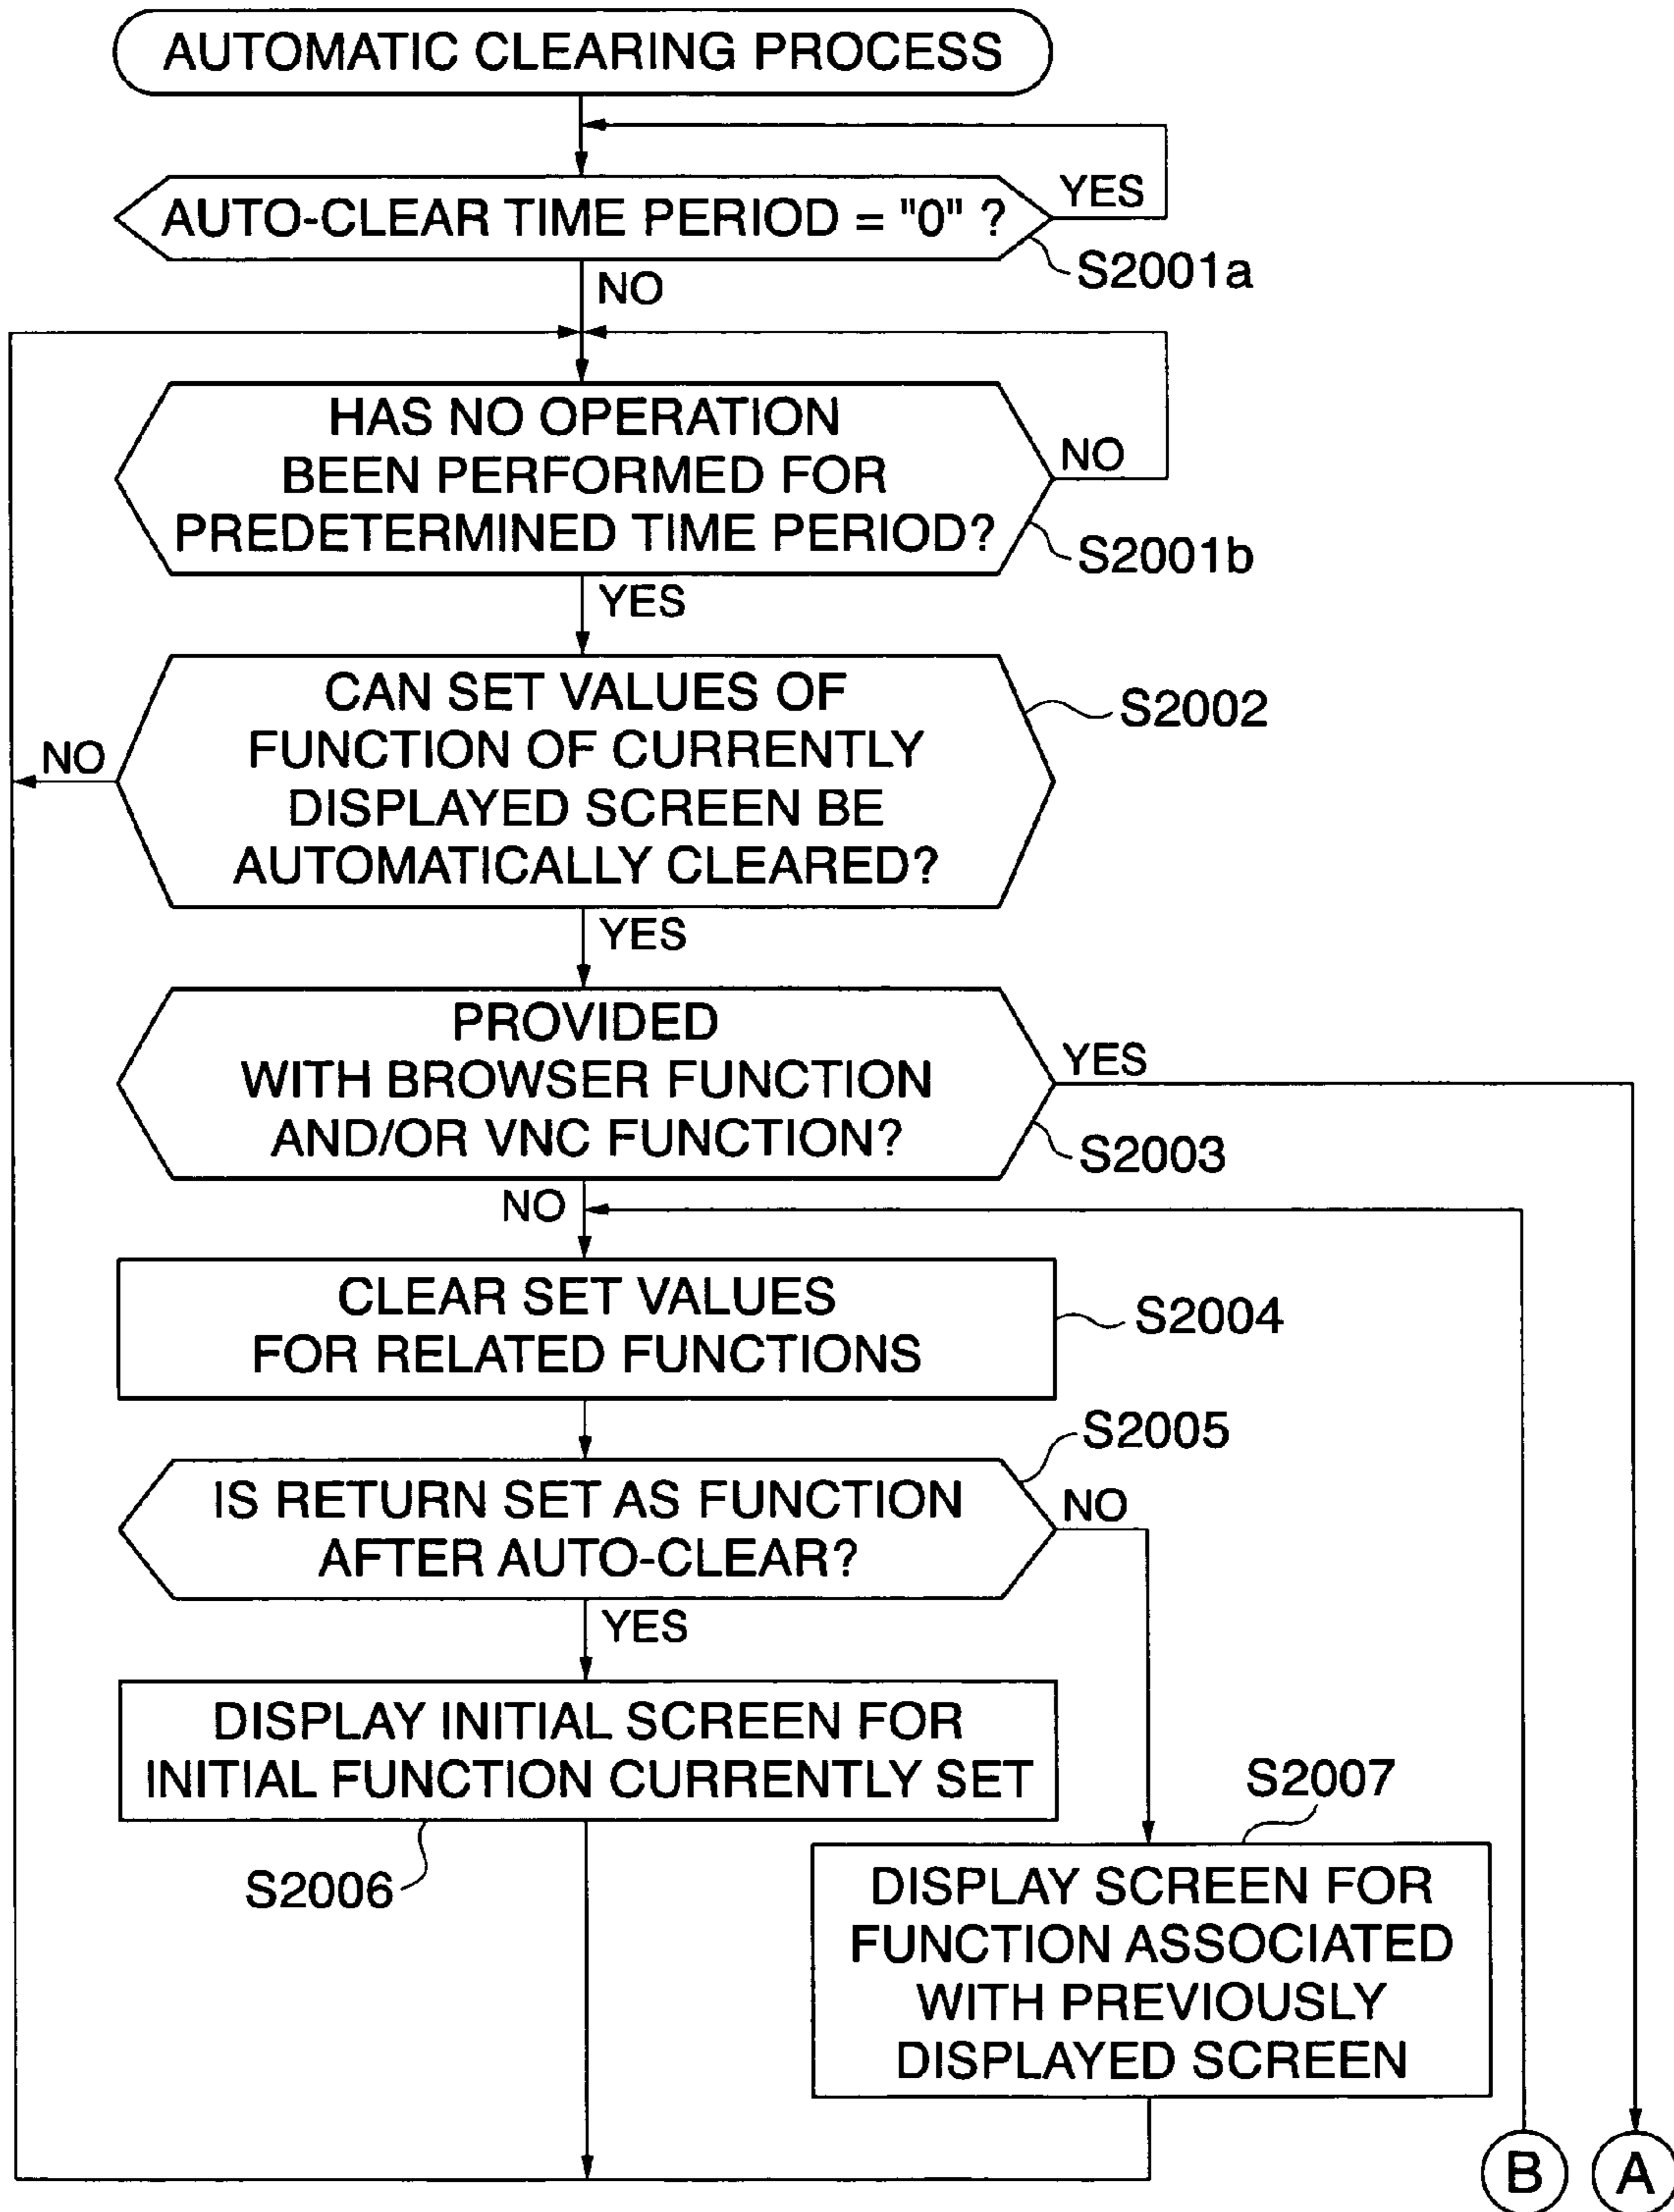 AUTOMATIC CLEARING PROCESS
YES
AUTO-CLEAR TIME PERIOD = "0" ?
S2001a
NO
HAS NO OPERATION
BEEN PERFORMED FOR
PREDETERMINED TIME PERIOD?
NO
S2001b
YES
CAN SET VALUES OF
FUNCTION OF CURRENTLY
DISPLAYED SCREEN BE
AUTOMATICALLY CLEARED?
S2002
NO
YES
PROVIDED
WITH BROWSER FUNCTION
AND/OR VNC FUNCTION?
YES
S2003
NO
CLEAR SET VALUES
FOR RELATED FUNCTIONS
S2004
S2005
IS RETURN SET AS FUNCTION
AFTER AUTO-CLEAR?
NO
YES
DISPLAY INITIAL SCREEN FOR
INITIAL FUNCTION CURRENTLY SET
S2006
S2007
DISPLAY SCREEN FOR
FUNCTION ASSOCIATED
WITH PREVIOUSLY
DISPLAYED SCREEN
B
A